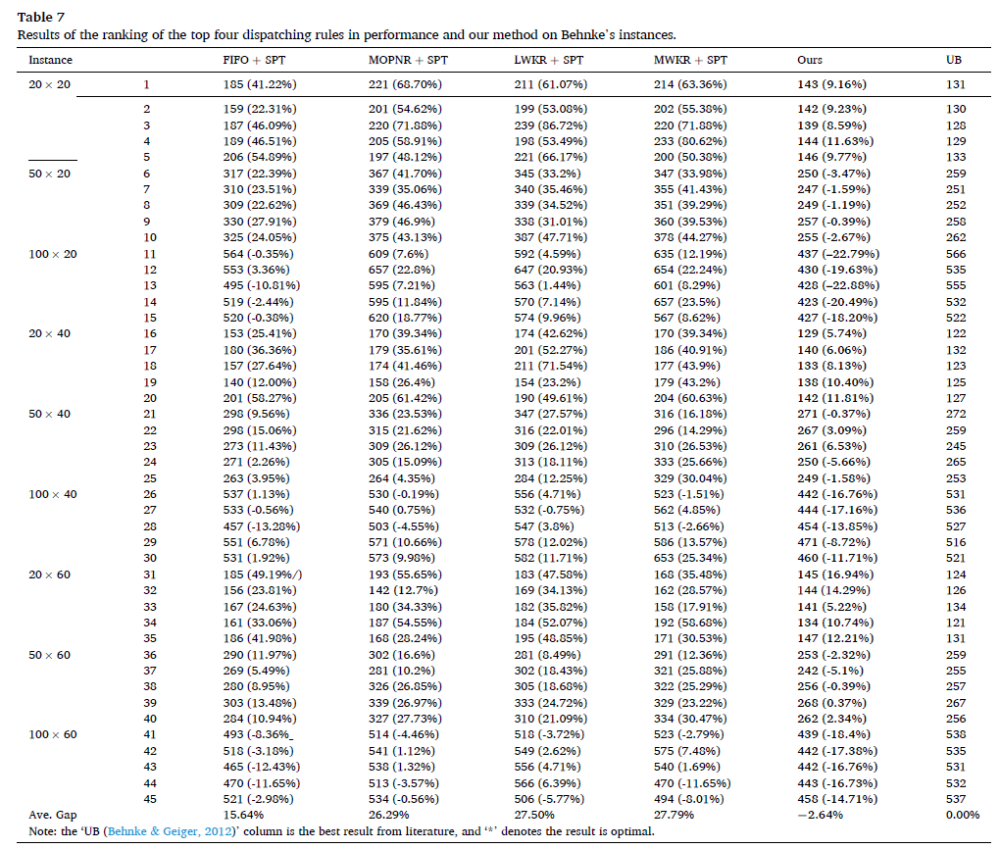 Table 7
Results of the ranking of the top four dispatching rules in performance and our method on Behnke's instances.
Instance FIFO + SPT MOPNR + SPT LWKR + SPT MWKR + SPT Ours UB
20 × 20 1 185 (41.22%) 221 (68.70%) 211 (61.07%) 214 (63.36%) 143 (9.16%) 131
2 159 (22.31%) 201 (54.62%) 199 (53.08%) 202 (55.38%) 142 (9.23%) 130
3 187 (46.09%) 220 (71.88%) 239 (86.72%) 220 (71.88%) 139 (8.59%) 128
4 189 (46.51%) 205 (58.91%) 198 (53.49%) 233 (80.62%) 144 (11.63%) 129
5 206 (54.89%) 197 (48.12%) 221 (66.17%) 200 (50.38%) 146 (9.77%) 133
50 × 20 6 317 (22.39%) 367 (41.70%) 345 (33.2%) 347 (33.98%) 250 (-3.47%) 259
7 310 (23.51%) 339 (35.06%) 340 (35.46%) 355 (41.43%) 247 (-1.59%) 251
8 309 (22.62%) 369 (46.43%) 339 (34.52%) 351 (39.29%) 249 (-1.19%) 252
9 330 (27.91%) 379 (46.9%) 338 (31.01%) 360 (39.53%) 257 (-0.39%) 258
10 325 (24.05%) 375 (43.13%) 387 (47.71%) 378 (44.27%) 255 (-2.67%) 262
100 × 20 11 564 (-0.35%) 609 (7.6%) 592 (4.59%) 635 (12.19%) 437 (−22.79%) 566
12 553 (3.36%) 657 (22.8%) 647 (20.93%) 654 (22.24%) 430 (-19.63%) 535
13 495 (-10.81%) 595 (7.21%) 563 (1.44%) 601 (8.29%) 428 (−22.88%) 555
14 519 (-2.44%) 595 (11.84%) 570 (7.14%) 657 (23.5%) 423 (-20.49%) 532
15 520 (-0.38%) 620 (18.77%) 574 (9.96%) 567 (8.62%) 427 (-18.20%) 522
20 × 40 16 153 (25.41%) 170 (39.34%) 174 (42.62%) 170 (39.34%) 129 (5.74%) 122
17 180 (36.36%) 179 (35.61%) 201 (52.27%) 186 (40.91%) 140 (6.06%) 132
18 157 (27.64%) 174 (41.46%) 211 (71.54%) 177 (43.9%) 133 (8.13%) 123
19 140 (12.00%) 158 (26.4%) 154 (23.2%) 179 (43.2%) 138 (10.40%) 125
20 201 (58.27%) 205 (61.42%) 190 (49.61%) 204 (60.63%) 142 (11.81%) 127
50 × 40 21 298 (9.56%) 336 (23.53%) 347 (27.57%) 316 (16.18%) 271 (-0.37%) 272
22 298 (15.06%) 315 (21.62%) 316 (22.01%) 296 (14.29%) 267 (3.09%) 259
23 273 (11.43%) 309 (26.12%) 309 (26.12%) 310 (26.53%) 261 (6.53%) 245
24 271 (2.26%) 305 (15.09%) 313 (18.11%) 333 (25.66%) 250 (-5.66%) 265
25 263 (3.95%) 264 (4.35%) 284 (12.25%) 329 (30.04%) 249 (-1.58%) 253
100 × 40 26 537 (1.13%) 530 (-0.19%) 556 (4.71%) 523 (-1.51%) 442 (-16.76%) 531
27 533 (-0.56%) 540 (0.75%) 532 (-0.75%) 562 (4.85%) 444 (-17.16%) 536
28 457 (-13.28%) 503 (-4.55%) 547 (3.8%) 513 (-2.66%) 454 (-13.85%) 527
29 551 (6.78%) 571 (10.66%) 578 (12.02%) 586 (13.57%) 471 (-8.72%) 516
30 531 (1.92%) 573 (9.98%) 582 (11.71%) 653 (25.34%) 460 (-11.71%) 521
20 × 60 31 185 (49.19%/) 193 (55.65%) 183 (47.58%) 168 (35.48%) 145 (16.94%) 124
32 156 (23.81%) 142 (12.7%) 169 (34.13%) 162 (28.57%) 144 (14.29%) 126
33 167 (24.63%) 180 (34.33%) 182 (35.82%) 158 (17.91%) 141 (5.22%) 134
34 161 (33.06%) 187 (54.55%) 184 (52.07%) 192 (58.68%) 134 (10.74%) 121
35 186 (41.98%) 168 (28.24%) 195 (48.85%) 171 (30.53%) 147 (12.21%) 131
50 × 60 36 290 (11.97%) 302 (16.6%) 281 (8.49%) 291 (12.36%) 253 (-2.32%) 259
37 269 (5.49%) 281 (10.2%) 302 (18.43%) 321 (25.88%) 242 (-5.1%) 255
38 280 (8.95%) 326 (26.85%) 305 (18.68%) 322 (25.29%) 256 (-0.39%) 257
39 303 (13.48%) 339 (26.97%) 333 (24.72%) 329 (23.22%) 268 (0.37%) 267
40 284 (10.94%) 327 (27.73%) 310 (21.09%) 334 (30.47%) 262 (2.34%) 256
100 × 60 41 493 (-8.36%_ 514 (-4.46%) 518 (-3.72%) 523 (-2.79%) 439 (-18.4%) 538
42 518 (-3.18%) 541 (1.12%) 549 (2.62%) 575 (7.48%) 442 (-17.38%) 535
43 465 (-12.43%) 538 (1.32%) 556 (4.71%) 540 (1.69%) 442 (-16.76%) 531
44 470 (-11.65%) 513 (-3.57%) 566 (6.39%) 470 (-11.65%) 443 (-16.73%) 532
45 521 (-2.98%) 534 (-0.56%) 506 (-5.77%) 494 (-8.01%) 458 (-14.71%) 537
Ave. Gap 15.64% 26.29% 27.50% 27.79% −2.64% 0.00%
Note: the 'UB (Behnke & Geiger, 2012)' column is the best result from literature, and '*' denotes the result is optimal.